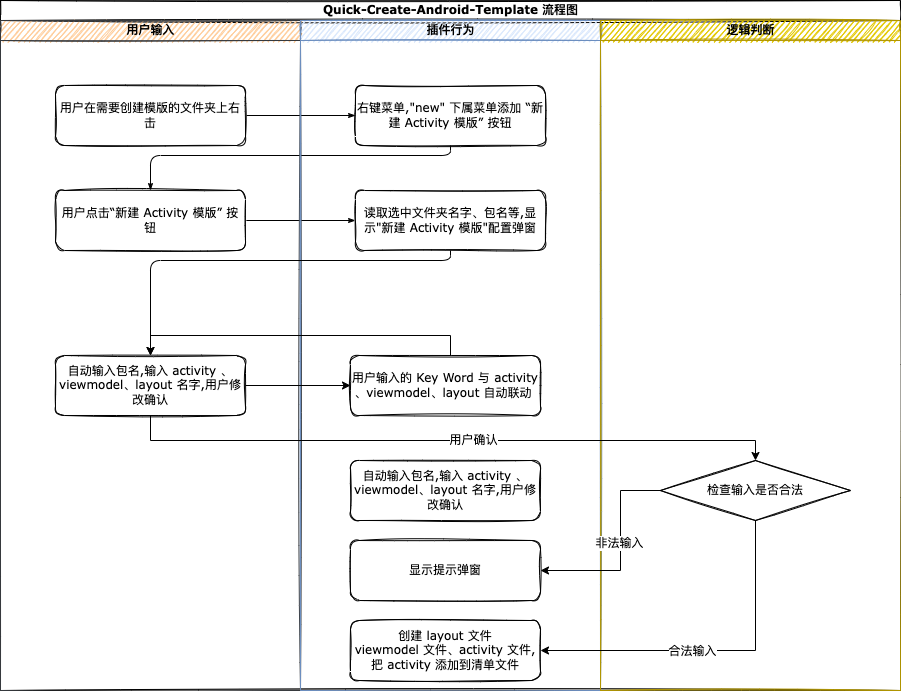 Quick-Create-Android-Template 流程图
用户输入
插件行为
逻辑判断
用户在需要创建模版的文件夹上右
击
右键菜单,"new" 下属菜单添加 “新
建 Activity 模版” 按钮
用户点击“新建 Activity 模版” 按
钮
读取选中文件夹名字、包名等,显
示"新建 Activity 模版"配置弹窗
自动输入包名,输入 activity 、
viewmodel、layout 名字,用户修
改确认
用户输入的 Key Word 与 activity
、viewmodel、layout 自动联动
用户确认
自动输入包名,输入 activity 、
viewmodel、layout 名字,用户修
改确认
检查输入是否合法
非法输入
显示提示弹窗
创建 layout 文件
viewmodel 文件、activity 文件,
把 activity 添加到清单文件
合法输入